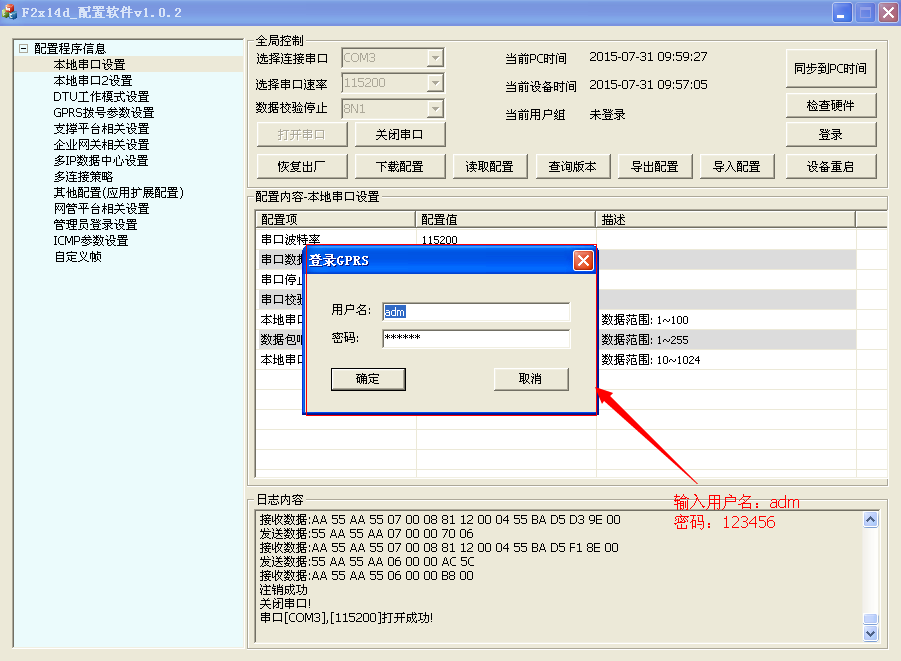 F2x14d_配置软件v1.0.2
配置程序信息
本地串口设置
本地串口2设置
DTU工作模式设置
GPRS拨号参数设置
支撑平台相关设置
企业网关相关设置
多IP数据中心设置
多连接策略
其他配置(应用扩展配置)
网管平台相关设置
管理员登录设置
ICMP参数设置
自定义帧
全局控制
选择连接串口 COM3 当前PC时间 2015-07-31 09:59:27 同步到PC时间
选择串口速率 115200 当前设备时间 2015-07-31 09:57:05
数据校验停止 8N1 当前用户组 未登录 检查硬件
打开串口 关闭串口 登录
恢复出厂 下载配置 读取配置 查询版本 导出配置 导入配置 设备重启
配置内容-本地串口设置
配置项 配置值 描述
串口波特率 115200
串口数据
串口停止
串口校验
本地串口 数据范围: 1~100
数据包 数据范围: 1~255
本地串口 数据范围: 10~1024
登录GPRS
用户名: adm
密码: ******
确定 取消
输入用户名：adm
密码：123456
日志内容
接收数据:AA 55 AA 55 07 00 08 81 12 00 04 55 BA D5 D3 9E 00
发送数据:55 AA 55 AA 07 00 00 70 06
接收数据:AA 55 AA 55 07 00 08 81 12 00 04 55 BA D5 F1 8E 00
发送数据:55 AA 55 AA 06 00 00 AC 5C
接收数据:AA 55 AA 55 06 00 00 B8 00
注销成功
关闭串口!
串口[COM3],[115200]打开成功!